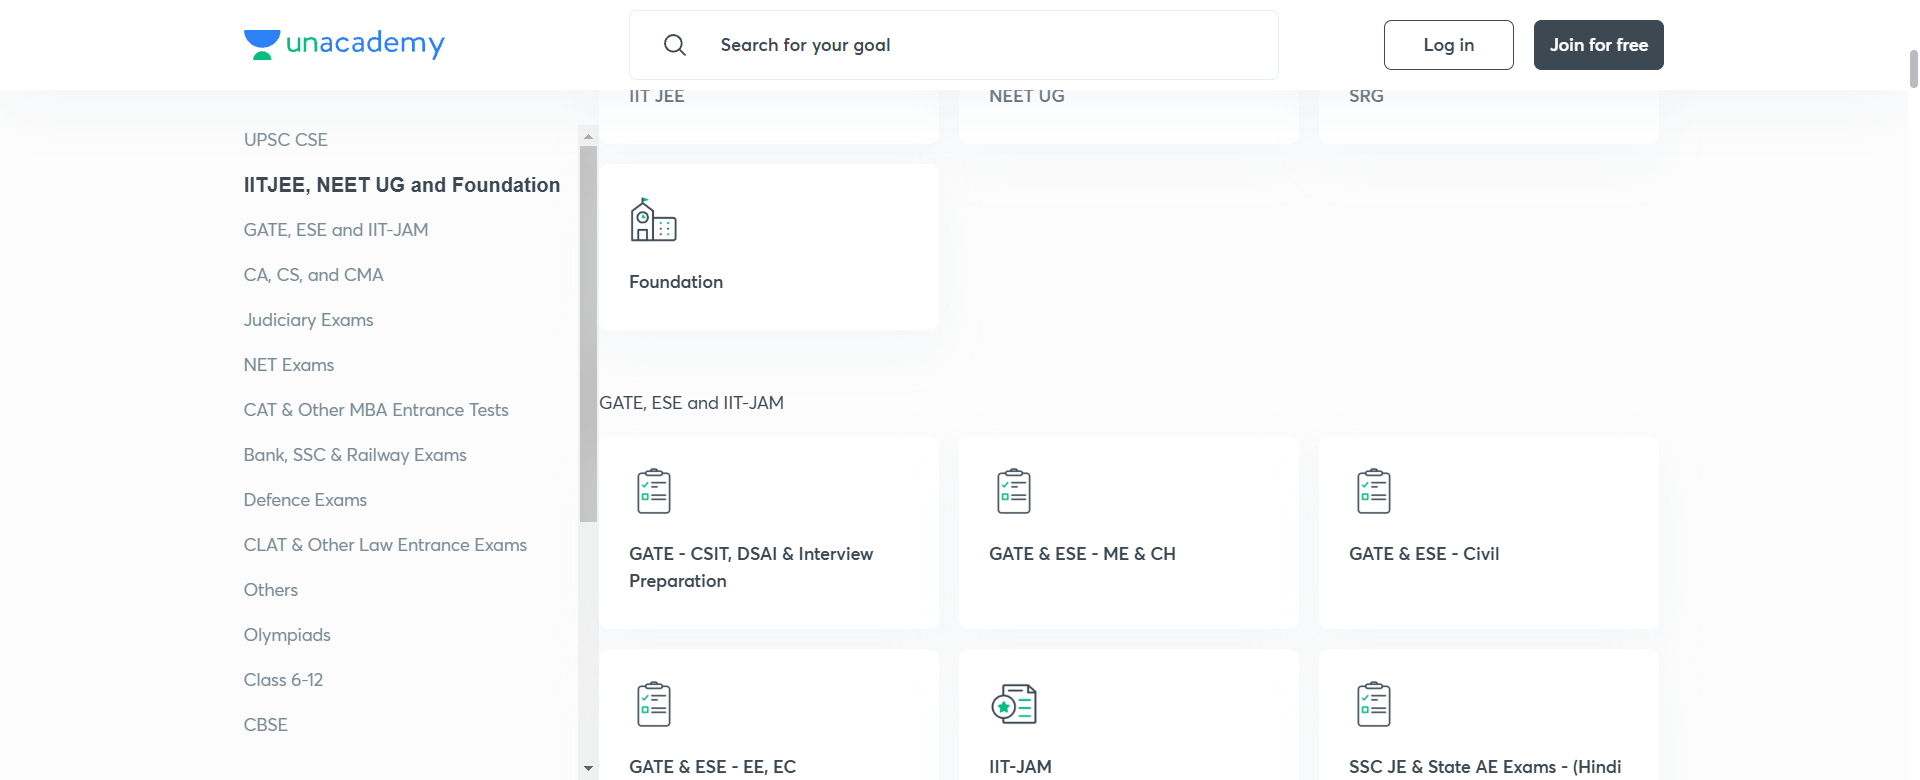 unacademy
Search for your goal
Log in
Join for free
IIT JEE
NEET UG
SRG
UPSC CSE
IITJEE, NEET UG and Foundation
GATE, ESE and IIT-JAM
CA, CS, and CMA
Judiciary Exams
NET Exams
CAT & Other MBA Entrance Tests
Bank, SSC & Railway Exams
Defence Exams
CLAT & Other Law Entrance Exams
Others
Olympiads
Class 6-12
CBSE
Foundation
GATE, ESE and IIT-JAM
GATE - CSIT, DSAI & Interview
Preparation
GATE & ESE - ME & CH
GATE & ESE - Civil
GATE & ESE - EE, EC
IIT-JAM
SSC JE & State AE Exams - (Hindi